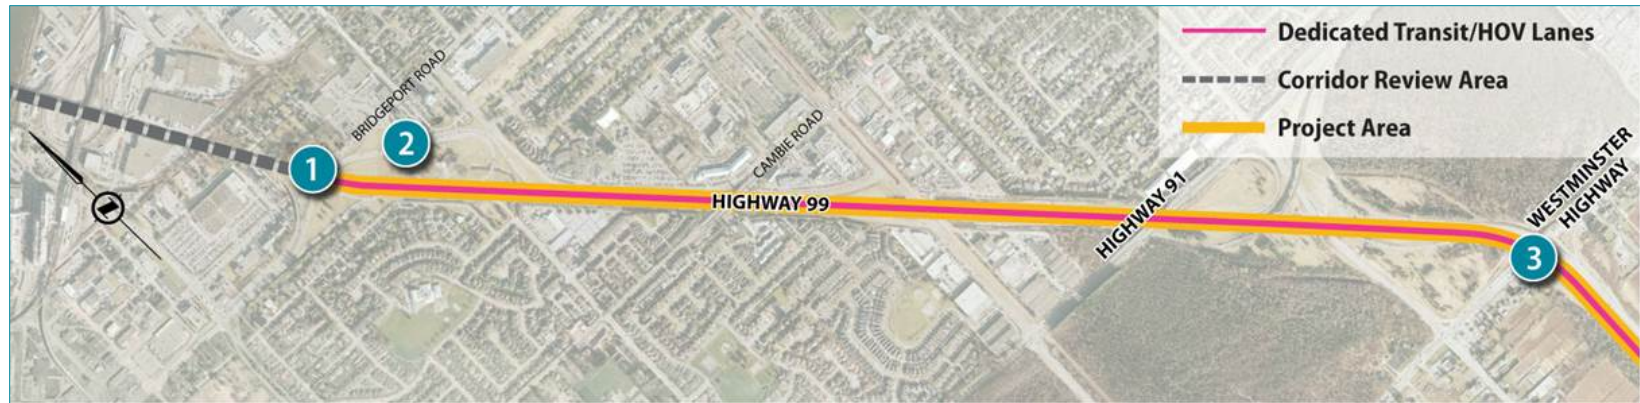 Dedicated Transit/HOV Lanes
Corridor Review Area
Project Area
BRIDGEPORT ROAD
1
2
CAMBIE ROAD
HIGHWAY 99
HIGHWAY 91
WESTMINSTER
HIGHWAY
3